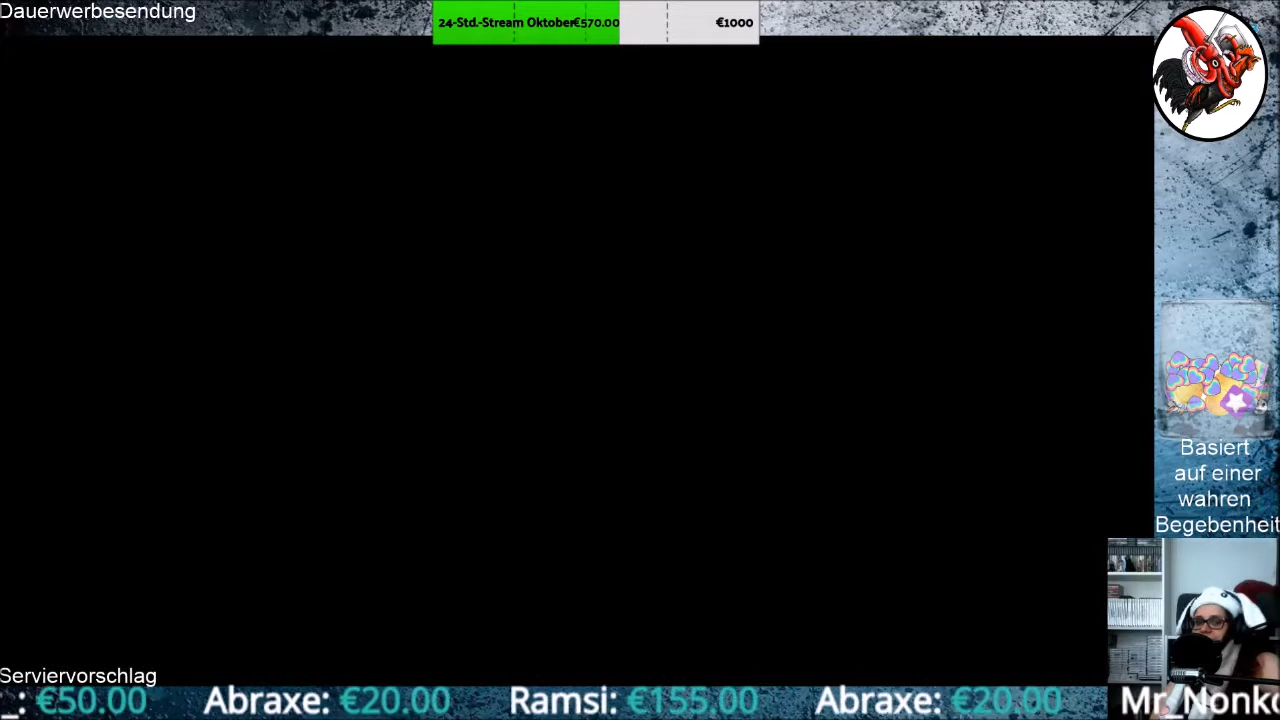 Dauerwerbesendung
24-Std.-Stream Oktober €570.00 €1000
Basiert
auf einer
wahren
Begebenheit
Serviervorschlag
_: €50.00 Abraxe: €20.00 Ramsi: €155.00 Abraxe: €20.00 Mr_Nonk